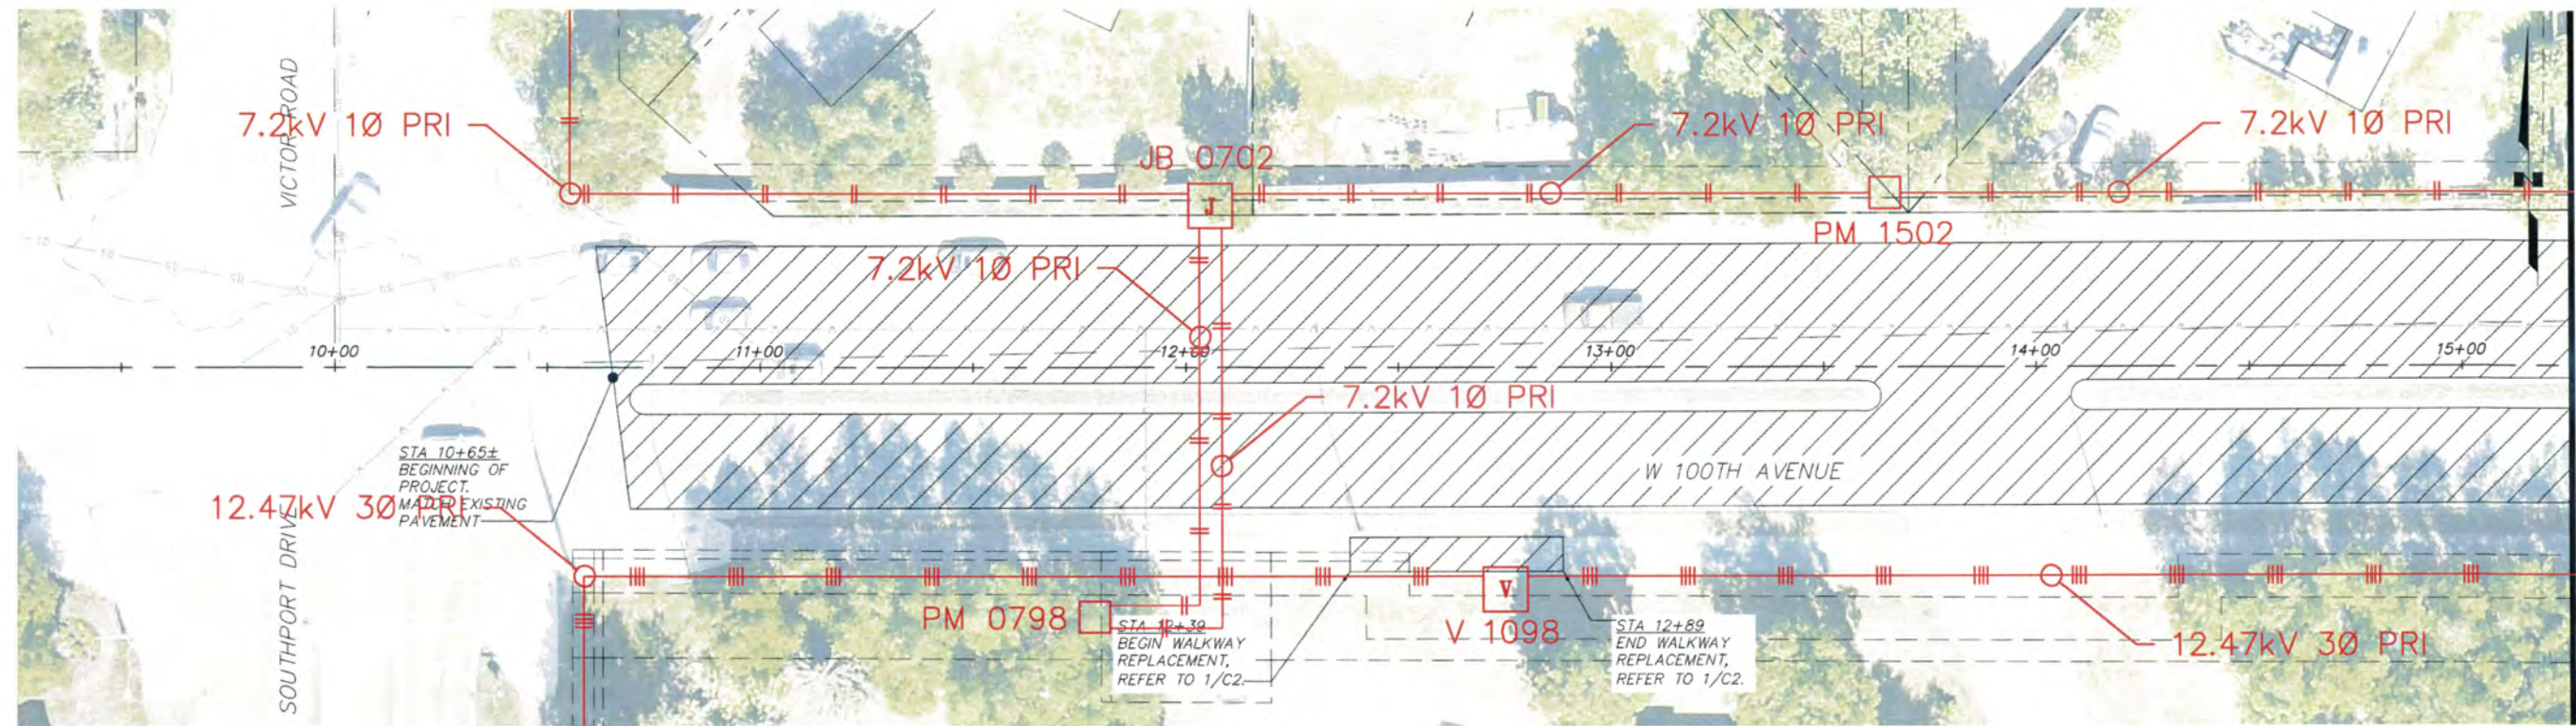 VICTOR ROAD
7.2kV 1Ø PRI
JB 0702
J
7.2kV 1Ø PRI
7.2kV 1Ø PRI
PM 1502
7.2kV 1Ø PRI
10+00
11+00
12+00
13+00
14+00
15+00
7.2kV 1Ø PRI
STA 10+65±
BEGINNING OF
PROJECT.
MATCH EXISTING
PAVEMENT
12.47kV 3Ø PRI
W 100TH AVENUE
SOUTHPORT DRIVE
PM 0798
STA 12+39
BEGIN WALKWAY
REPLACEMENT,
REFER TO 1/C2.
V
V 1098
STA 12+89
END WALKWAY
REPLACEMENT,
REFER TO 1/C2.
12.47kV 3Ø PRI